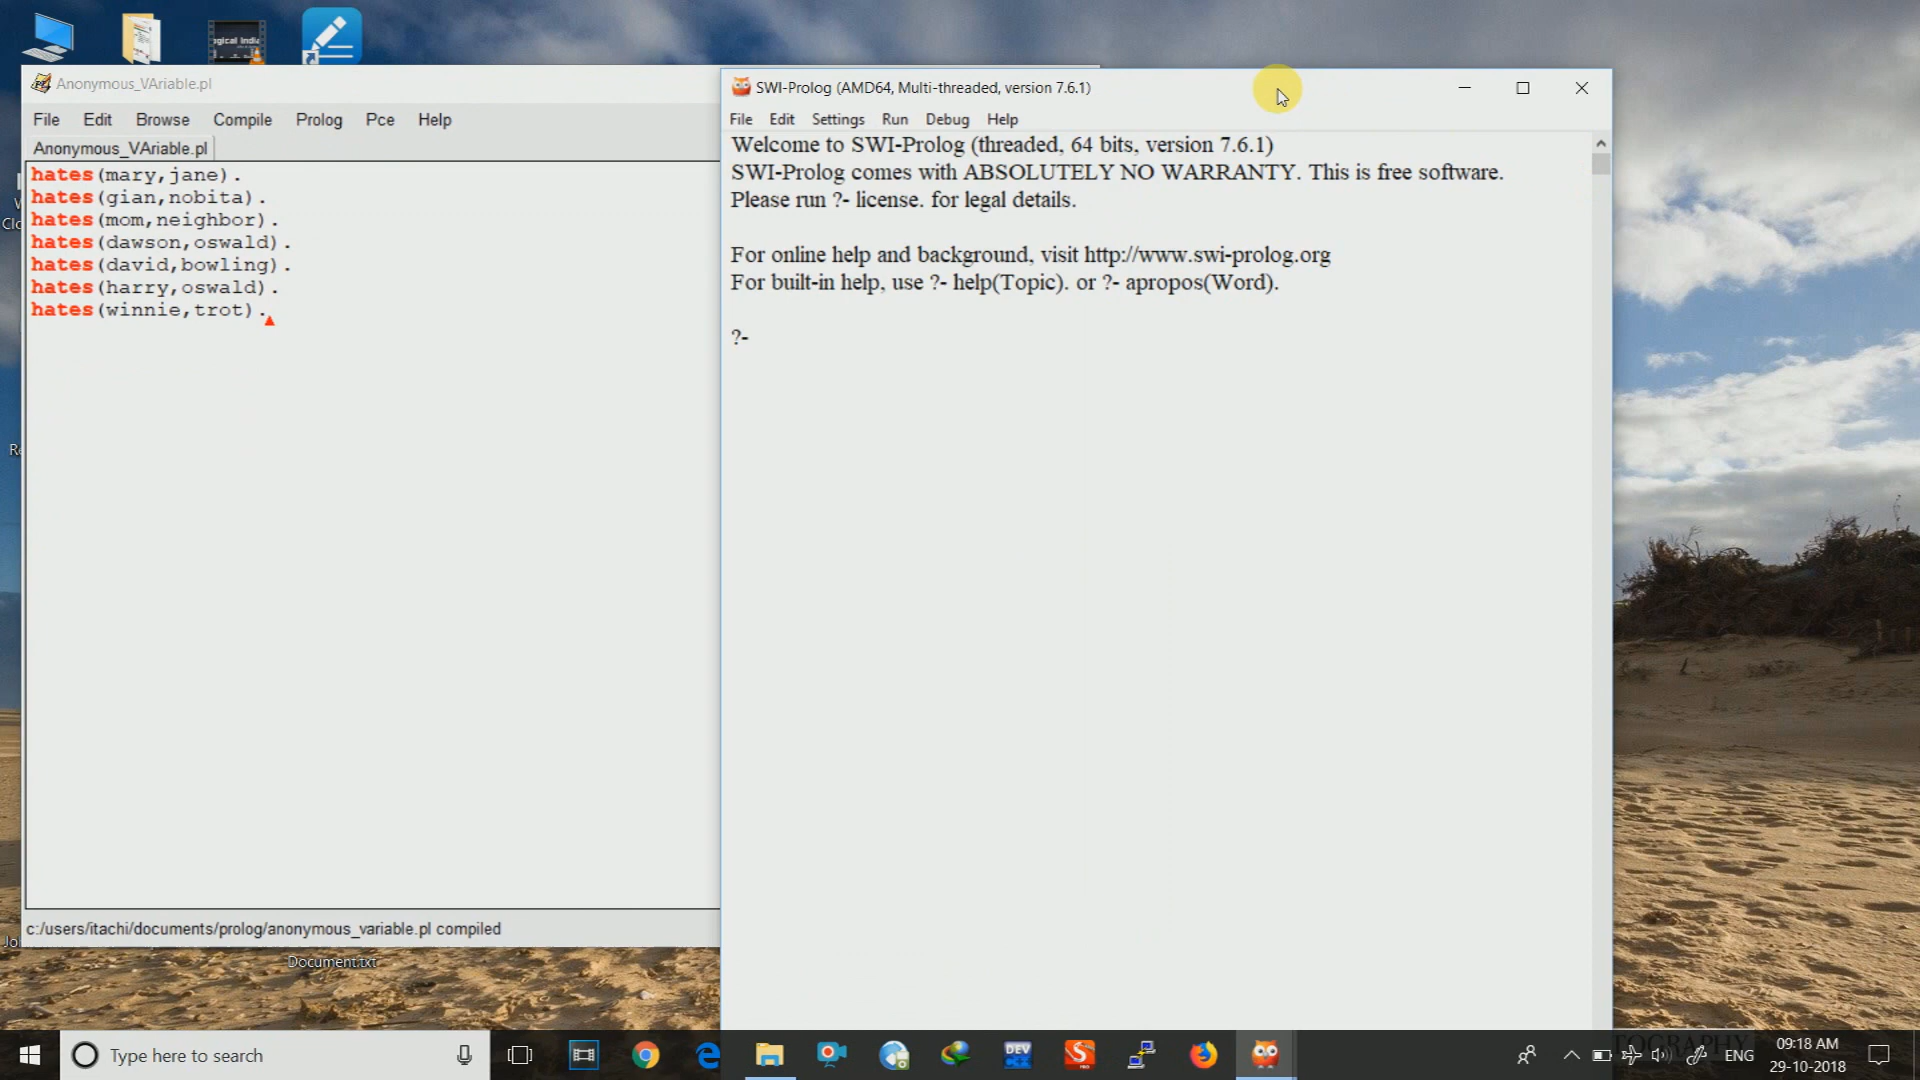 Anonymous_VAriable.pl
File Edit Browse Compile Prolog Pce Help
Anonymous_VAriable.pl
hates(mary,jane).
hates(gian,nobita).
hates(mom,neighbor).
hates(dawson,oswald).
hates(david,bowling).
hates(harry,oswald).
hates(winnie,trot).
c:/users/itachi/documents/prolog/anonymous_variable.pl compiled
SWI-Prolog (AMD64, Multi-threaded, version 7.6.1)
File Edit Settings Run Debug Help
Welcome to SWI-Prolog (threaded, 64 bits, version 7.6.1)
SWI-Prolog comes with ABSOLUTELY NO WARRANTY. This is free software.
Please run ?- license. for legal details.
For online help and background, visit http://www.swi-prolog.org
For built-in help, use ?- help(Topic). or ?- apropos(Word).
?-
Document.txt
Type here to search
DEV
ENG
09:18 AM
29-10-2018